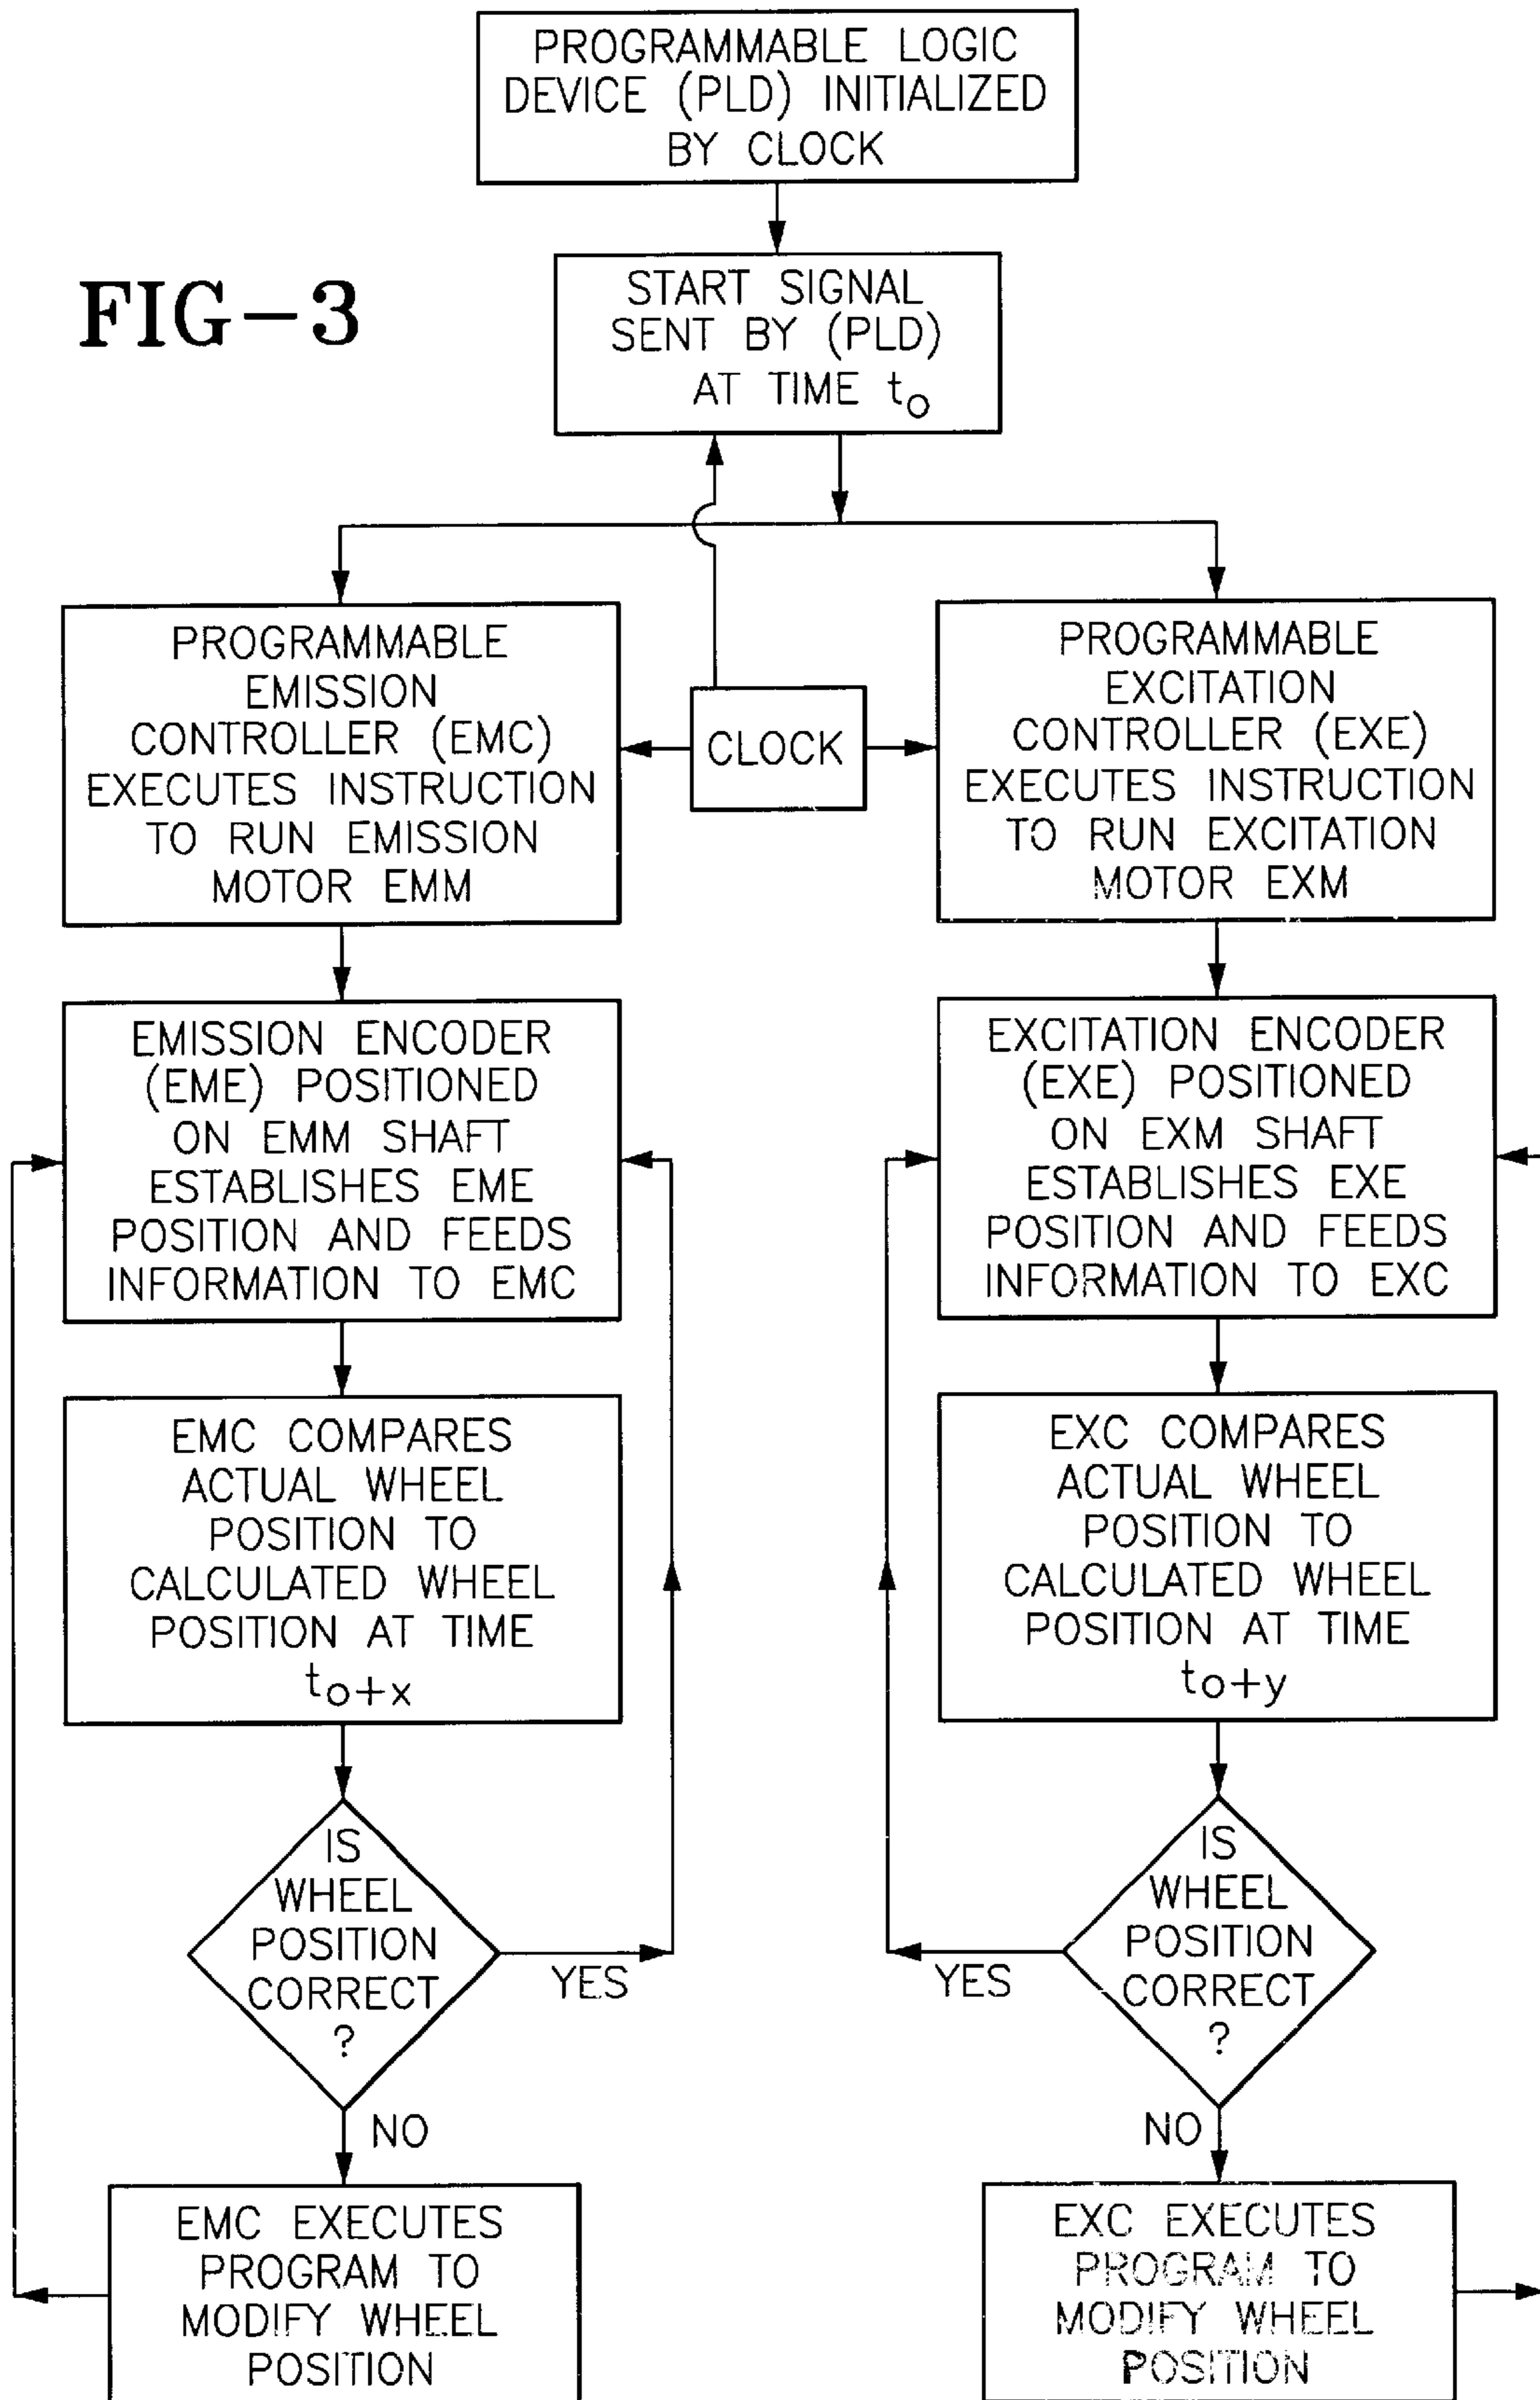 PROGRAMMABLE LOGIC
DEVICE (PLD) INITIALIZED
BY CLOCK
FIG-3
START SIGNAL
SENT BY (PLD)
AT TIME to
PROGRAMMABLE
EMISSION
CONTROLLER (EMC)
EXECUTES INSTRUCTION
TO RUN EMISSION
MOTOR EMM
CLOCK
PROGRAMMABLE
EXCITATION
CONTROLLER (EXE)
EXECUTES INSTRUCTION
TO RUN EXCITATION
MOTOR EXM
EMISSION ENCODER
(EME) POSITIONED
ON EMM SHAFT
ESTABLISHES EME
POSITION AND FEEDS
INFORMATION TO EMC
EXCITATION ENCODER
(EXE) POSITIONED
ON EXM SHAFT
ESTABLISHES EXE
POSITION AND FEEDS
INFORMATION TO EXC
EMC COMPARES
ACTUAL WHEEL
POSITION TO
CALCULATED WHEEL
POSITION AT TIME
to+x
EXC COMPARES
ACTUAL WHEEL
POSITION TO
CALCULATED WHEEL
POSITION AT TIME
to+y
IS
WHEEL
POSITION
CORRECT
?
YES
NO
IS
WHEEL
POSITION
CORRECT
?
YES
NO
EMC EXECUTES
PROGRAM TO
MODIFY WHEEL
POSITION
EXC EXECUTES
PROGRAM TO
MODIFY WHEEL
POSITION